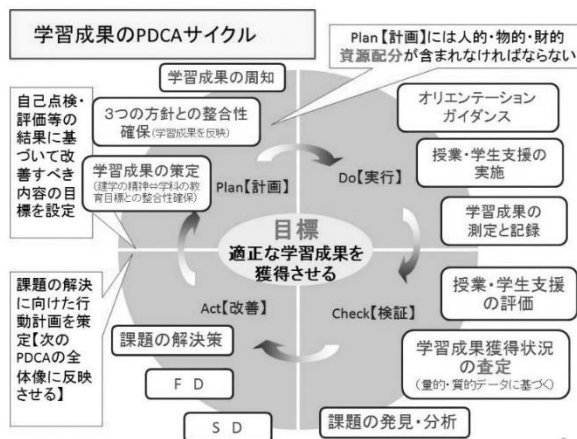 学習成果のPDCAサイクル
Plan【計画】には人的・物的・財的
資源配分が含まれなければならない
学習成果の周知
3つの方針との整合性
確保(学習成果を反映)
学習成果の策定
(建学の精神⇔学科の教
育目標との整合性確保)
自己点検・
評価等の
結果に基
づいて改
善すべき
内容の目
標を設定
Plan【計画】
Do【実行】
オリエンテーション
ガイダンス
授業・学生支援の
実施
学習成果の
測定と記録
目標
適正な学習成果を
獲得させる
Act【改善】
Check【検証】
授業・学生支援
の評価
学習成果獲得状況
の査定
(量的・質的データに基づく)
課題の発見・分析
課題の解決
に向けた行
動計画を策
定【次の
PDCAの全
体像に反映
させる】
課題の解決策
F D
S D